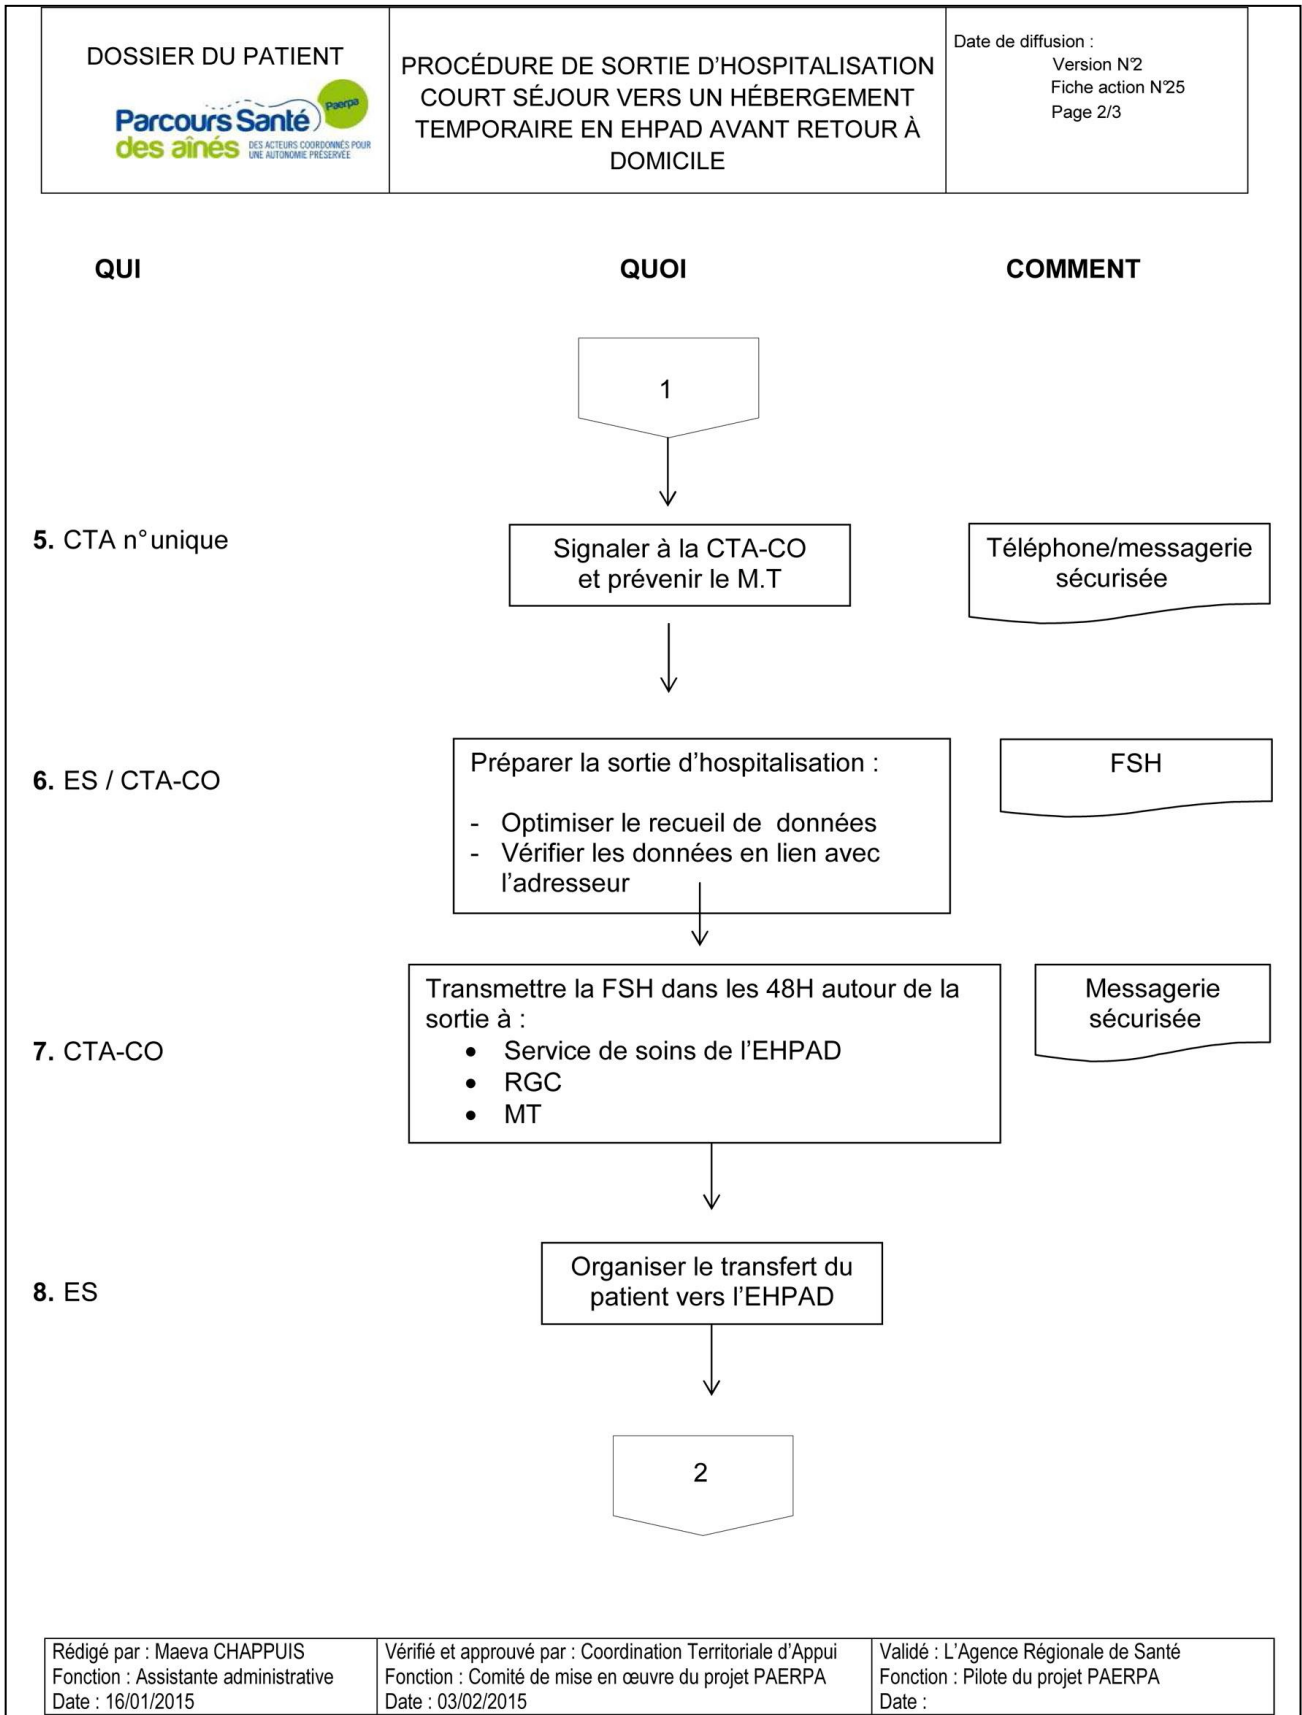 DOSSIER DU PATIENT
Paerpa
Parcours Santé
des aînés
DES ACTEURS COORDONNÉS POUR
UNE AUTONOMIE PRÉSERVÉE
PROCÉDURE DE SORTIE D’HOSPITALISATION
COURT SÉJOUR VERS UN HÉBERGEMENT
TEMPORAIRE EN EHPAD AVANT RETOUR À
DOMICILE
Date de diffusion :
Version N°2
Fiche action N°25
Page 2/3
QUI
QUOI
COMMENT
1
5. CTA n° unique
Signaler à la CTA-CO
et prévenir le M.T
Téléphone/messagerie
sécurisée
6. ES / CTA-CO
Préparer la sortie d’hospitalisation :
- Optimiser le recueil de données
- Vérifier les données en lien avec
l’adresseur
FSH
7. CTA-CO
Transmettre la FSH dans les 48H autour de la
sortie à :
• Service de soins de l’EHPAD
• RGC
• MT
Messagerie
sécurisée
8. ES
Organiser le transfert du
patient vers l’EHPAD
2
Rédigé par : Maeva CHAPPUIS
Fonction : Assistante administrative
Date : 16/01/2015
Vérifié et approuvé par : Coordination Territoriale d’Appui
Fonction : Comité de mise en œuvre du projet PAERPA
Date : 03/02/2015
Validé : L’Agence Régionale de Santé
Fonction : Pilote du projet PAERPA
Date :